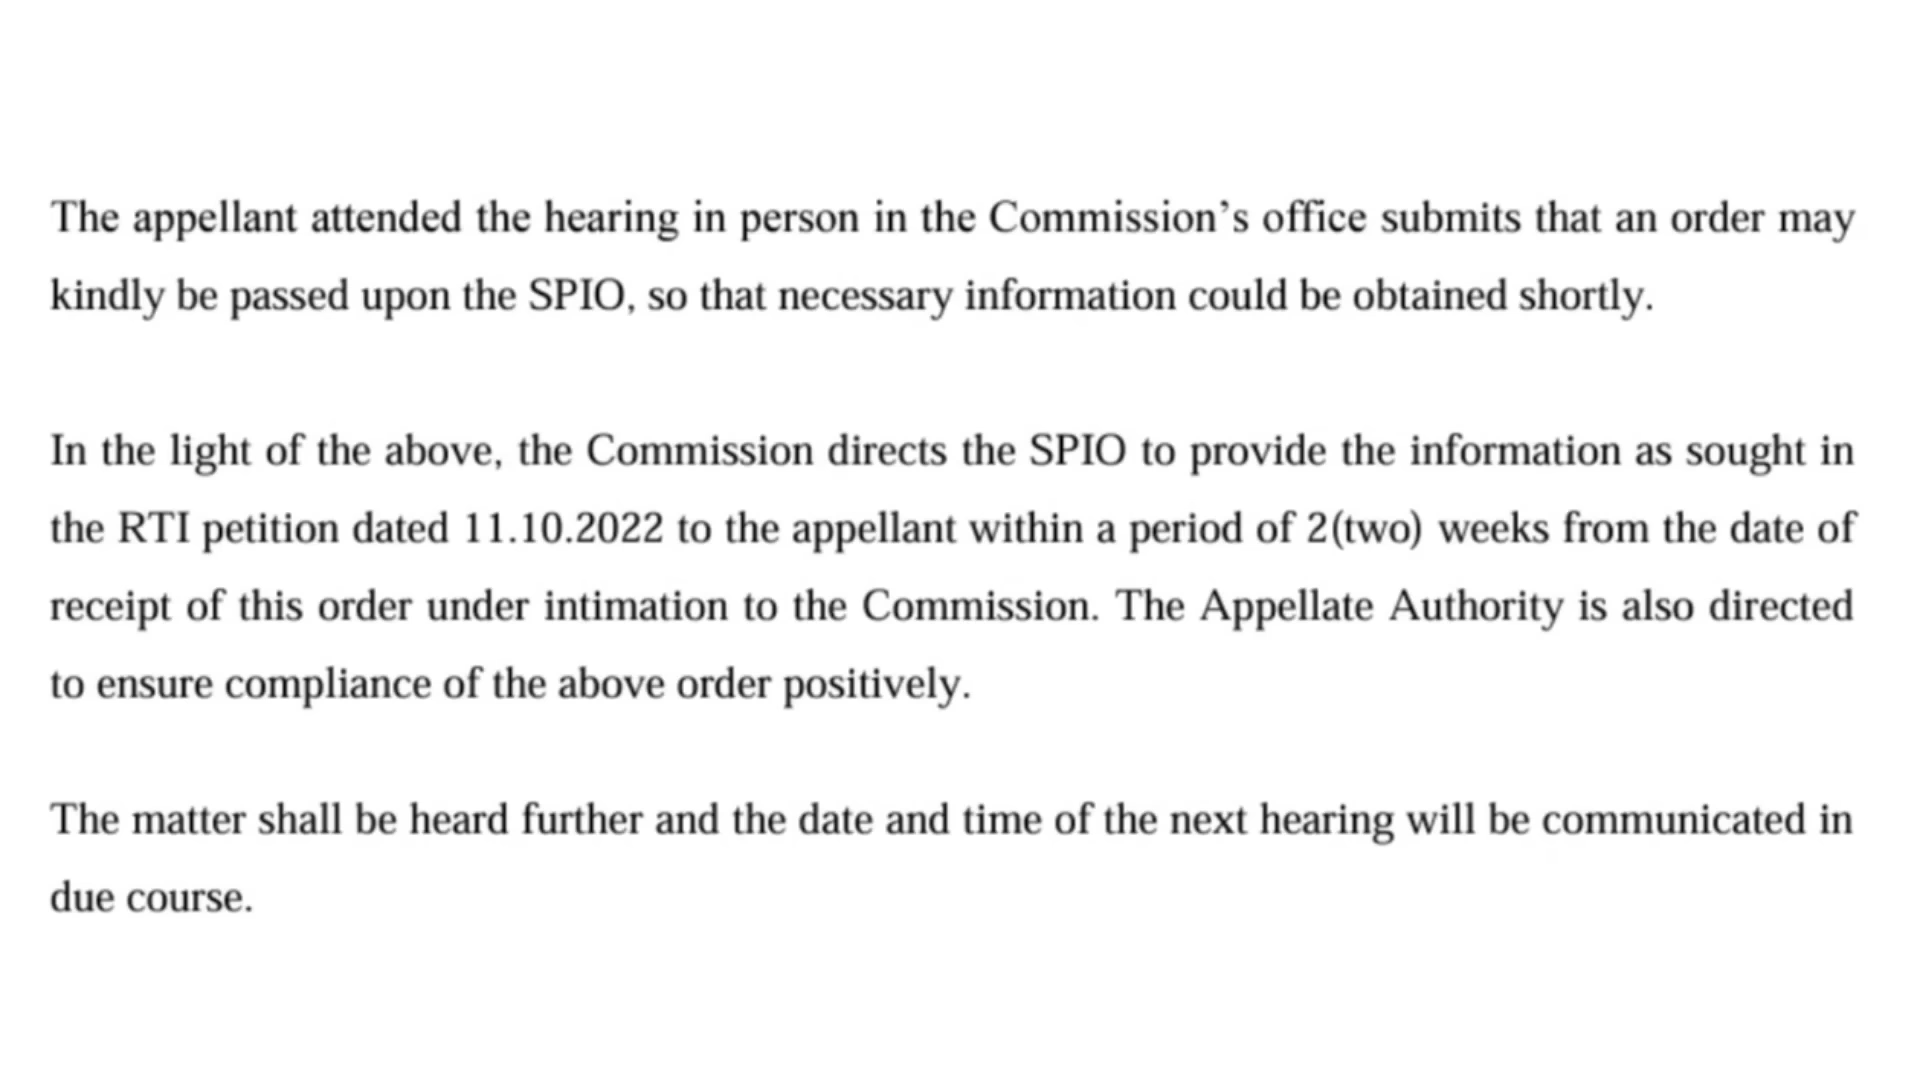 The appellant attended the hearing in person in the Commission’s office submits that an order may
kindly be passed upon the SPIO, so that necessary information could be obtained shortly.
In the light of the above, the Commission directs the SPIO to provide the information as sought in
the RTI petition dated 11.10.2022 to the appellant within a period of 2(two) weeks from the date of
receipt of this order under intimation to the Commission. The Appellate Authority is also directed
to ensure compliance of the above order positively.
The matter shall be heard further and the date and time of the next hearing will be communicated in
due course.